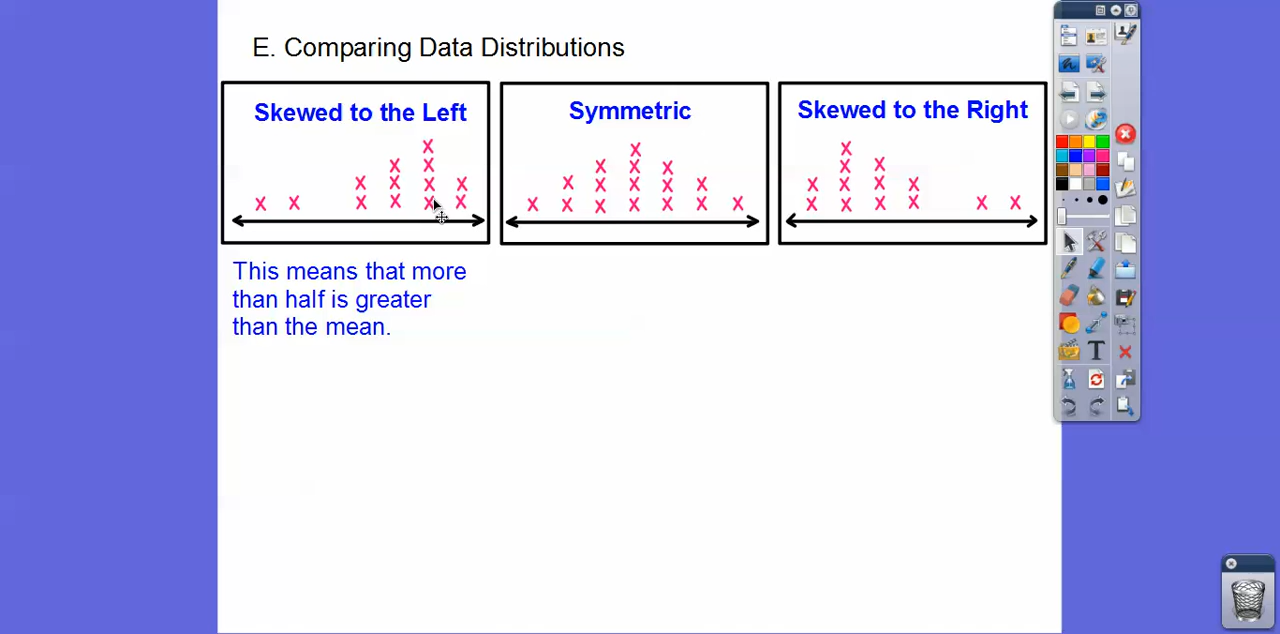 E. Comparing Data Distributions
Skewed to the Left
Symmetric
Skewed to the Right
This means that more
than half is greater
than the mean.